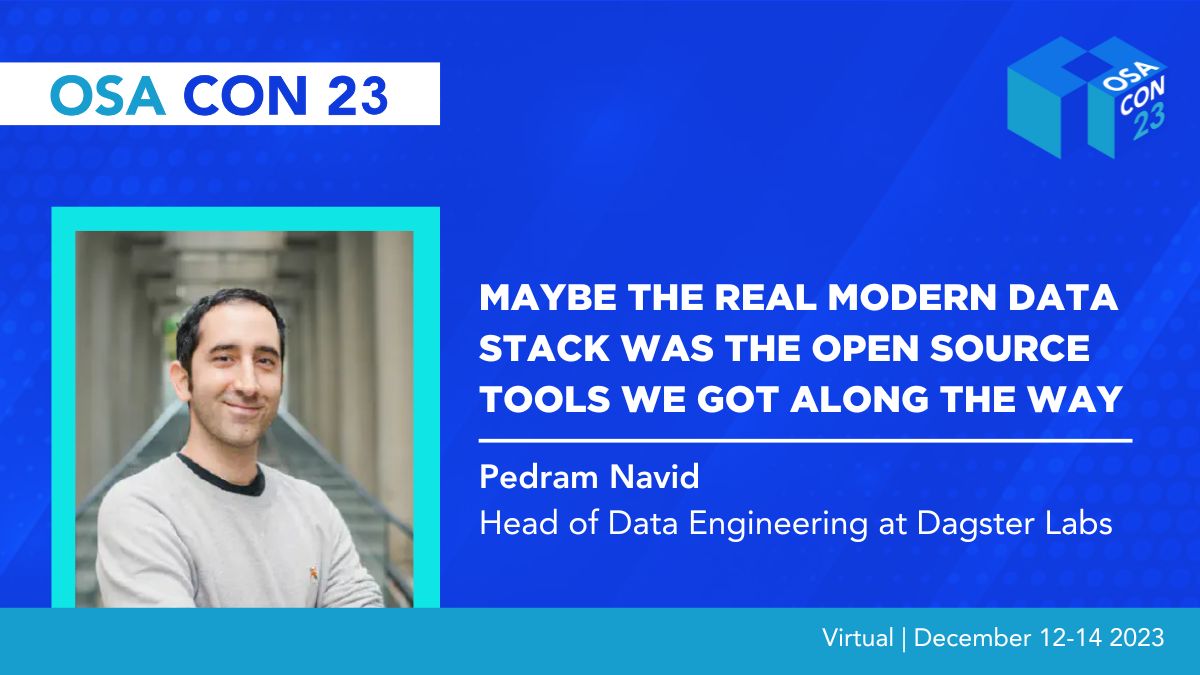 OSA CON 23
OSA
CON
23
MAYBE THE REAL MODERN DATA
STACK WAS THE OPEN SOURCE
TOOLS WE GOT ALONG THE WAY
Pedram Navid
Head of Data Engineering at Dagster Labs
Virtual | December 12-14 2023